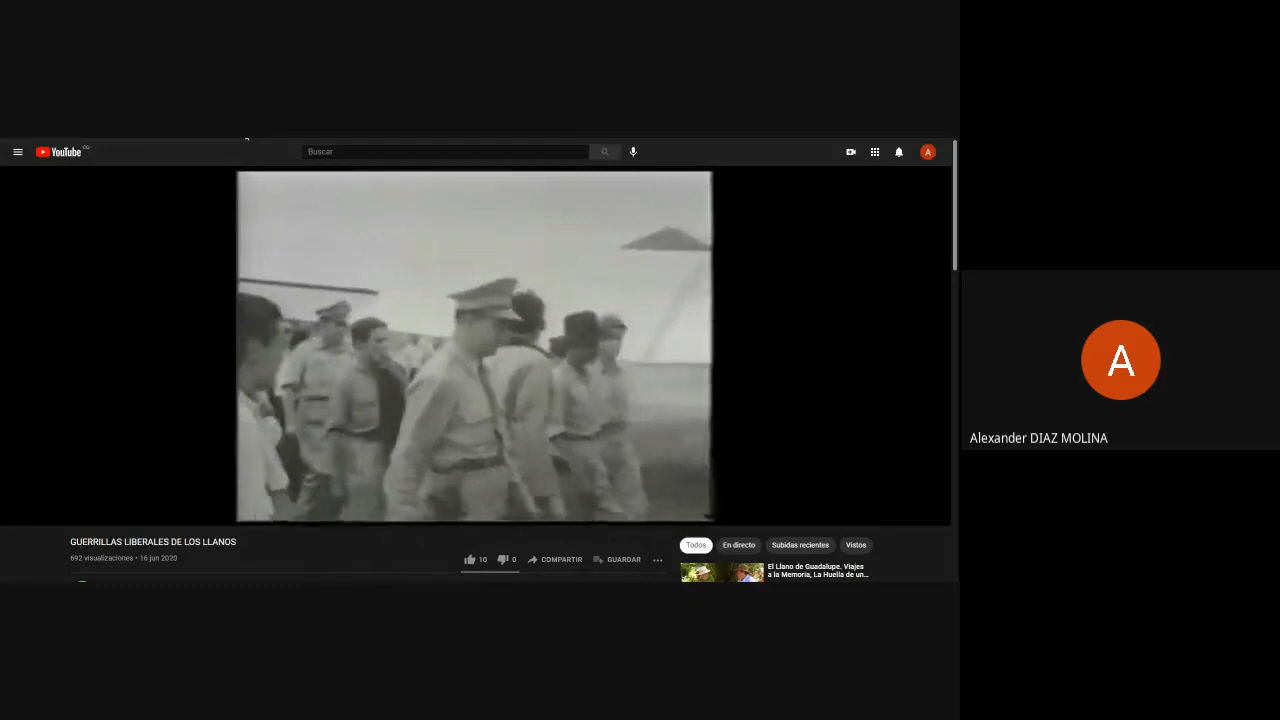 YouTube CO
Buscar
A
GUERRILLAS LIBERALES DE LOS LLANOS
692 visualizaciones • 16 jun 2020
10
0
COMPARTIR
GUARDAR
Todos
En directo
Subidas recientes
Vistos
El Llano de Guadalupe. Viajes
a la Memoria, La Huella de un...
A
Alexander DIAZ MOLINA